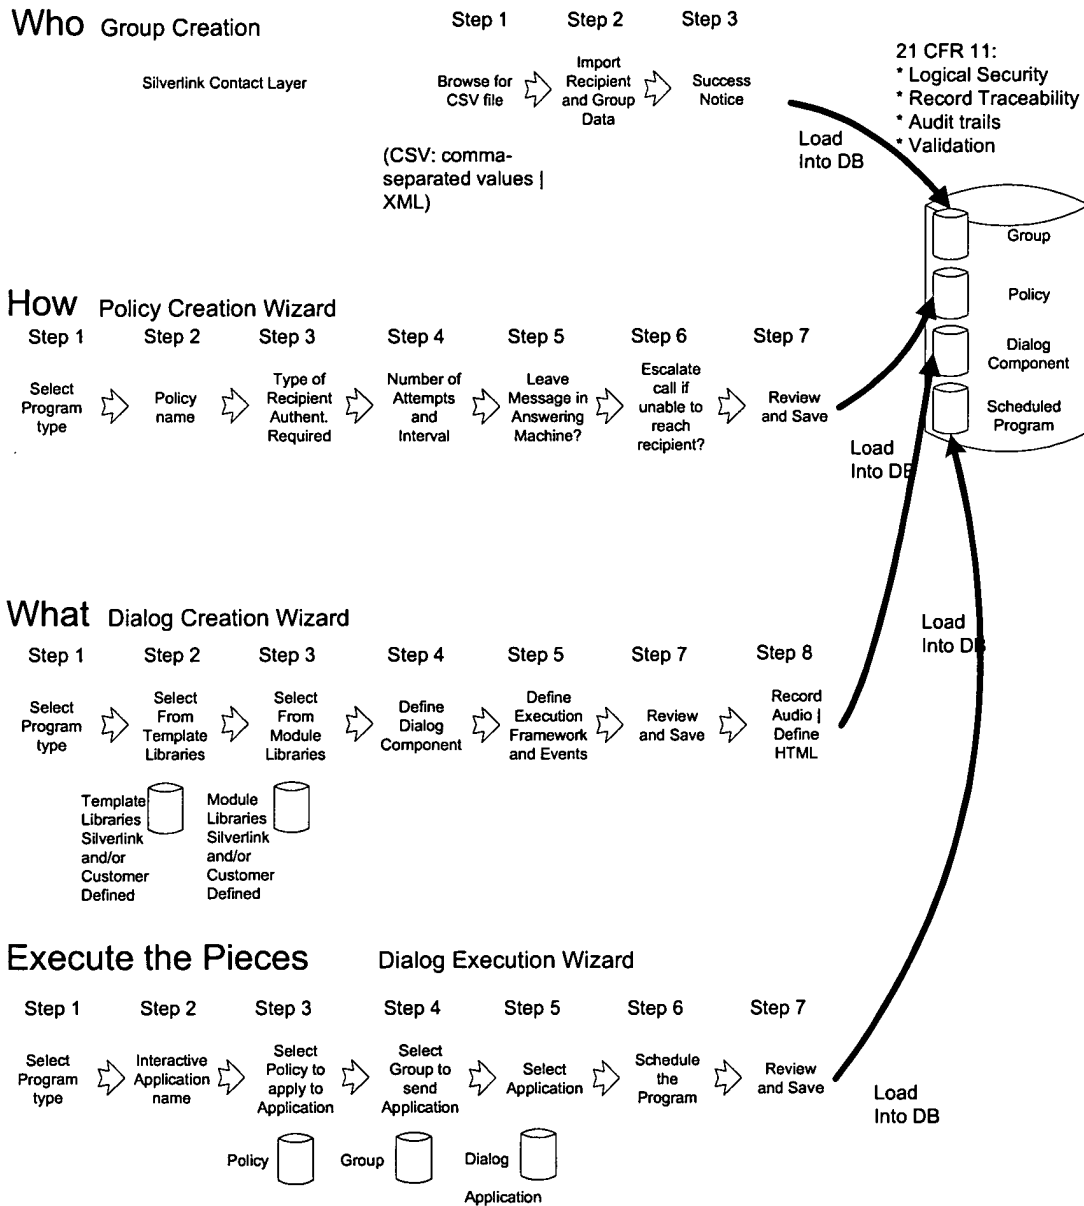 Who Group Creation
Step 1
Step 2
Step 3
Silverlink Contact Layer
Browse for
CSV file
Import
Recipient
and Group
Data
Success
Notice
(CSV: comma-
separated values |
XML)
Load
Into DB
21 CFR 11:
* Logical Security
* Record Traceability
* Audit trails
* Validation
Group
Policy
Dialog
Component
Scheduled
Program
How Policy Creation Wizard
Step 1
Step 2
Step 3
Step 4
Step 5
Step 6
Step 7
Select
Program
type
Policy
name
Type of
Recipient
Authent.
Required
Number of
Attempts
and
Interval
Leave
Message in
Answering
Machine?
Escalate
call if
unable to
reach
recipient?
Review
and Save
Load
Into DB
What Dialog Creation Wizard
Step 1
Step 2
Step 3
Step 4
Step 5
Step 7
Step 8
Select
Program
type
Select
From
Template
Libraries
Select
From
Module
Libraries
Define
Dialog
Component
Define
Execution
Framework
and Events
Review
and Save
Record
Audio |
Define
HTML
Load
Into DB
Template
Libraries
Silverlink
and/or
Customer
Defined
Module
Libraries
Silverlink
and/or
Customer
Defined
Execute the Pieces Dialog Execution Wizard
Step 1
Step 2
Step 3
Step 4
Step 5
Step 6
Step 7
Select
Program
type
Interactive
Application
name
Select
Policy to
apply to
Application
Select
Group to
send
Application
Select
Application
Schedule
the
Program
Review
and Save
Load
Into DB
Policy
Group
Dialog
Application